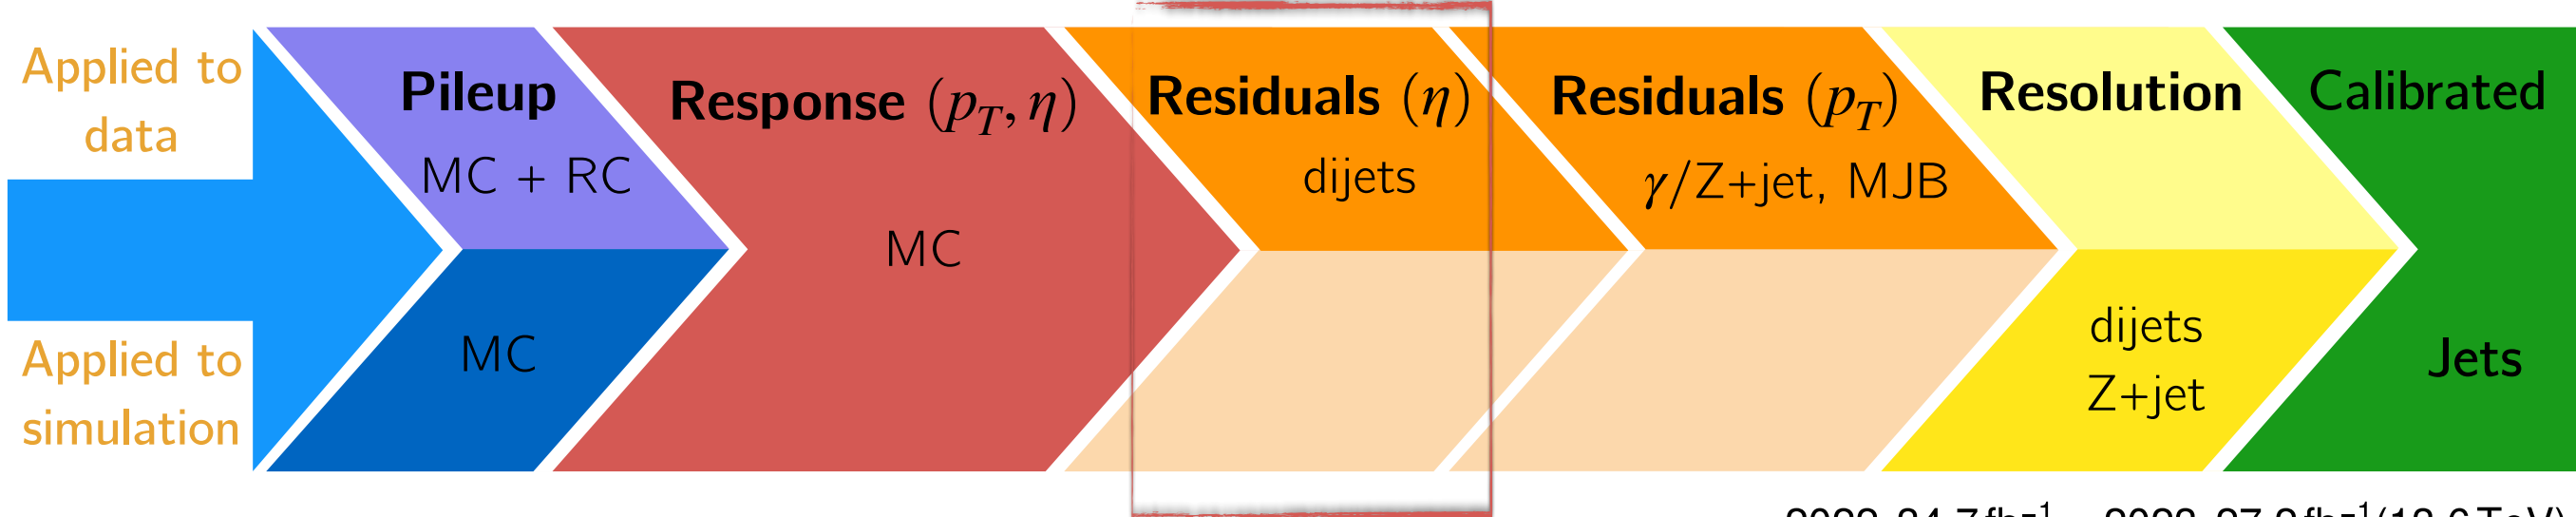 Applied to
data
Applied to
simulation
Pileup
MC + RC
MC
Response (p_T, η)
MC
Residuals (η)
dijets
Residuals (p_T)
γ/Z+jet, MJB
Resolution
dijets
Z+jet
Calibrated
Jets